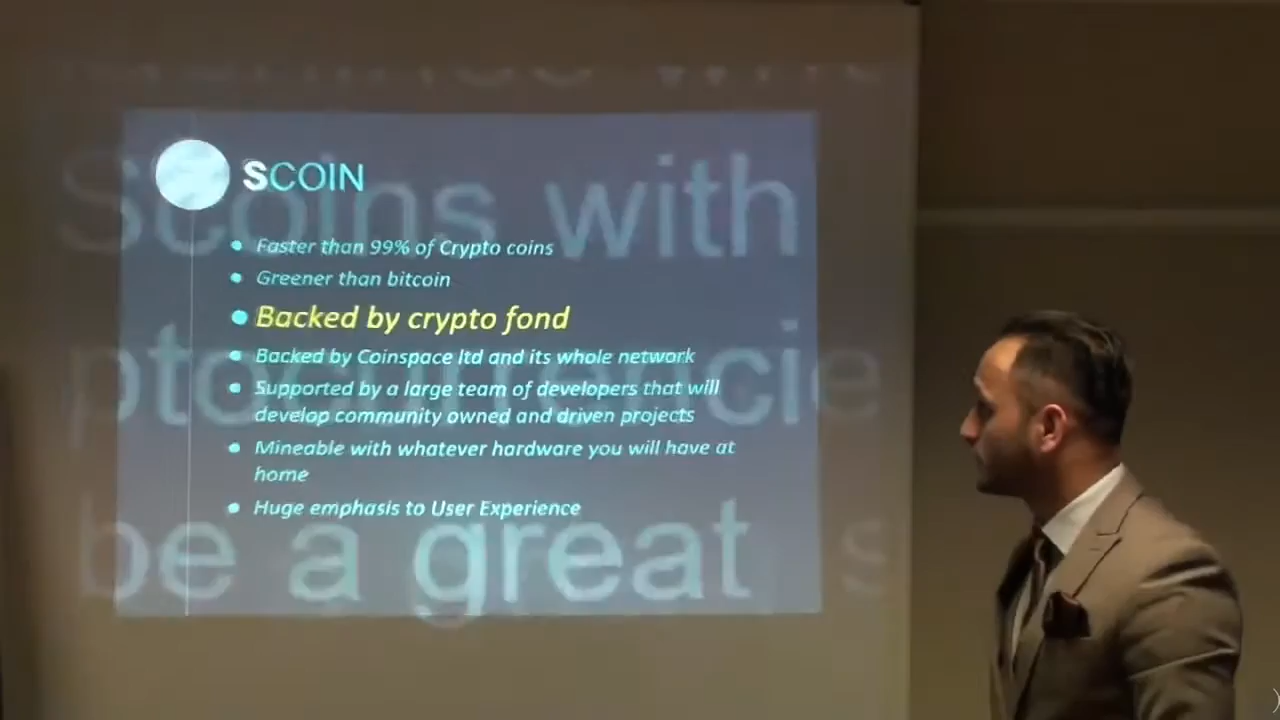 SCOIN
Faster than 99% of Crypto coins
Greener than bitcoin
Backed by crypto fond
Backed by Coinspace ltd and its whole network
Supported by a large team of developers that will
develop community owned and driven projects
Mineable with whatever hardware you will have at
home
Huge emphasis to User Experience
Scoins with
be a great